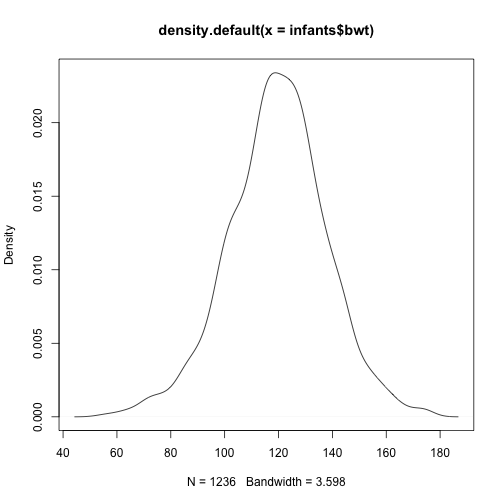 density.default(x = infants$bwt)
Density
0.020
0.015
0.010
0.005
0.000
40 60 80 100 120 140 160 180
N = 1236 Bandwidth = 3.598